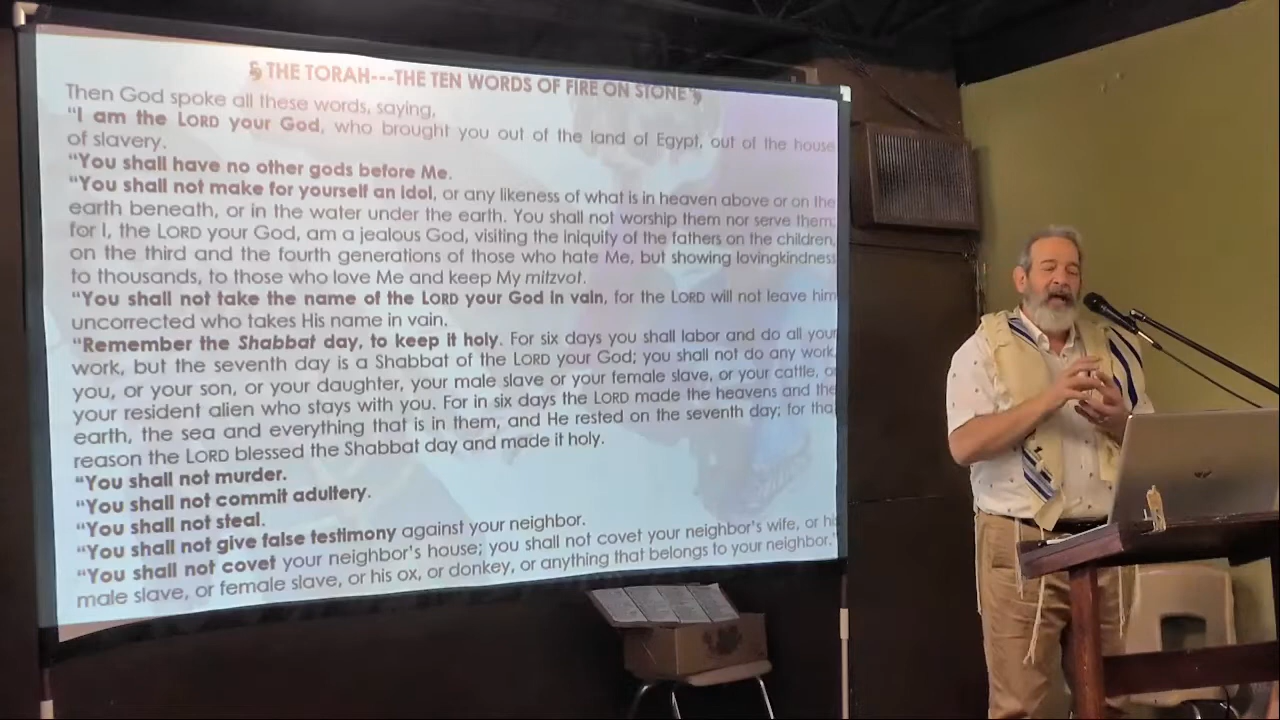 THE TORAH---THE TEN WORDS OF FIRE ON STONE
Then God spoke all these words, saying,
"I am the LORD your God, who brought you out of the land of Egypt, out of the house
of slavery.
"You shall have no other gods before Me.
"You shall not make for yourself an idol, or any likeness of what is in heaven above or on the
earth beneath, or in the water under the earth. You shall not worship them nor serve them;
for I, the LORD your God, am a jealous God, visiting the iniquity of the fathers on the children,
on the third and the fourth generations of those who hate Me, but showing lovingkindness
to thousands, to those who love Me and keep My mitzvot.
"You shall not take the name of the LORD your God in vain, for the LORD will not leave him
uncorrected who takes His name in vain.
"Remember the Shabbat day, to keep it holy. For six days you shall labor and do all your
work, but the seventh day is a Shabbat of the LORD your God; you shall not do any work,
you, or your son, or your daughter, your male slave or your female slave, or your cattle, or
your resident alien who stays with you. For in six days the LORD made the heavens and the
earth, the sea and everything that is in them, and He rested on the seventh day; for tha
reason the LORD blessed the Shabbat day and made it holy.
"You shall not murder.
"You shall not commit adultery.
"You shall not steal.
"You shall not give false testimony against your neighbor.
"You shall not covet your neighbor's house; you shall not covet your neighbor's wife, or his
male slave, or female slave, or his ox, or donkey, or anything that belongs to your neighbor."